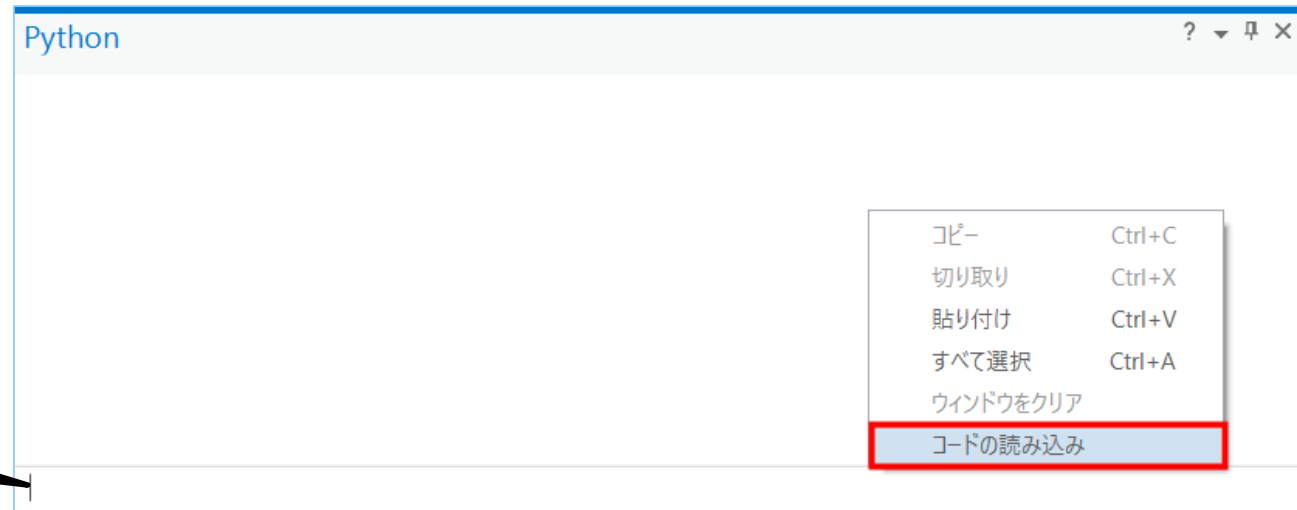 Python
コピー Ctrl+C
切り取り Ctrl+X
貼り付け Ctrl+V
すべて選択 Ctrl+A
ウィンドウをクリア
コードの読み込み